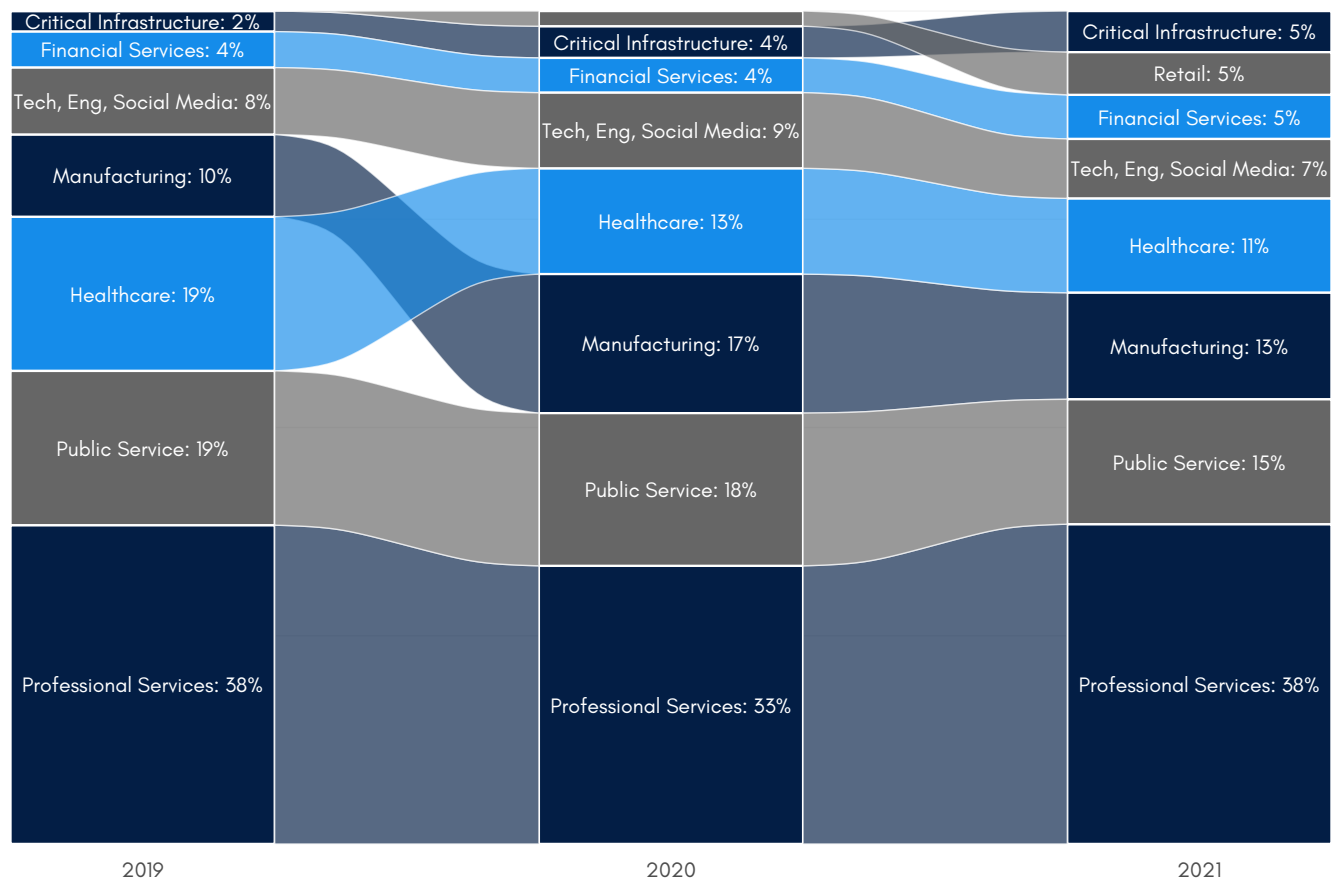 Critical Infrastructure: 2%
Financial Services: 4%
Tech, Eng, Social Media: 8%
Manufacturing: 10%
Healthcare: 19%
Public Service: 19%
Professional Services: 38%
2019
Critical Infrastructure: 4%
Financial Services: 4%
Tech, Eng, Social Media: 9%
Healthcare: 13%
Manufacturing: 17%
Public Service: 18%
Professional Services: 33%
2020
Critical Infrastructure: 5%
Retail: 5%
Financial Services: 5%
Tech, Eng, Social Media: 7%
Healthcare: 11%
Manufacturing: 13%
Public Service: 15%
Professional Services: 38%
2021